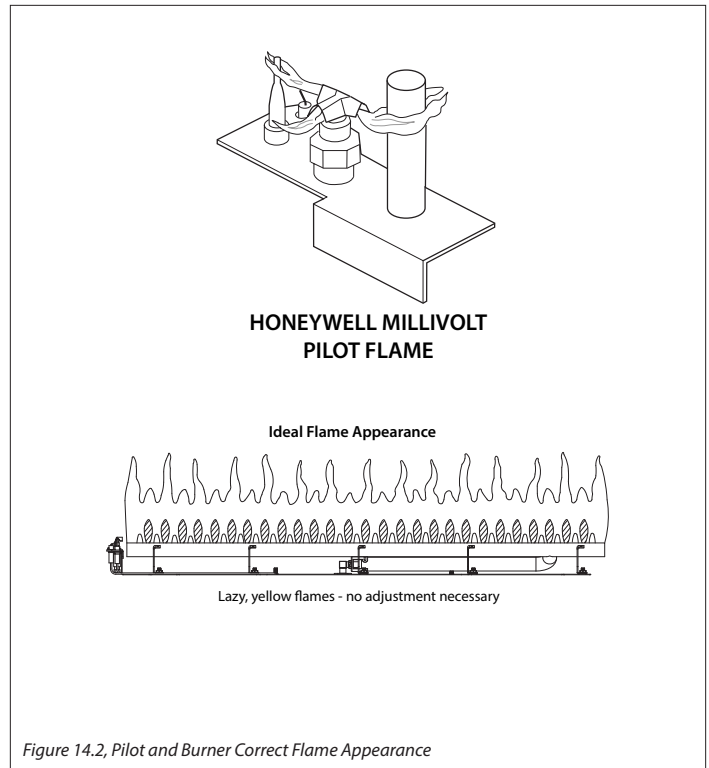 HONEYWELL MILLIVOLT
PILOT FLAME
Ideal Flame Appearance
Lazy, yellow flames - no adjustment necessary
Figure 14.2, Pilot and Burner Correct Flame Appearance